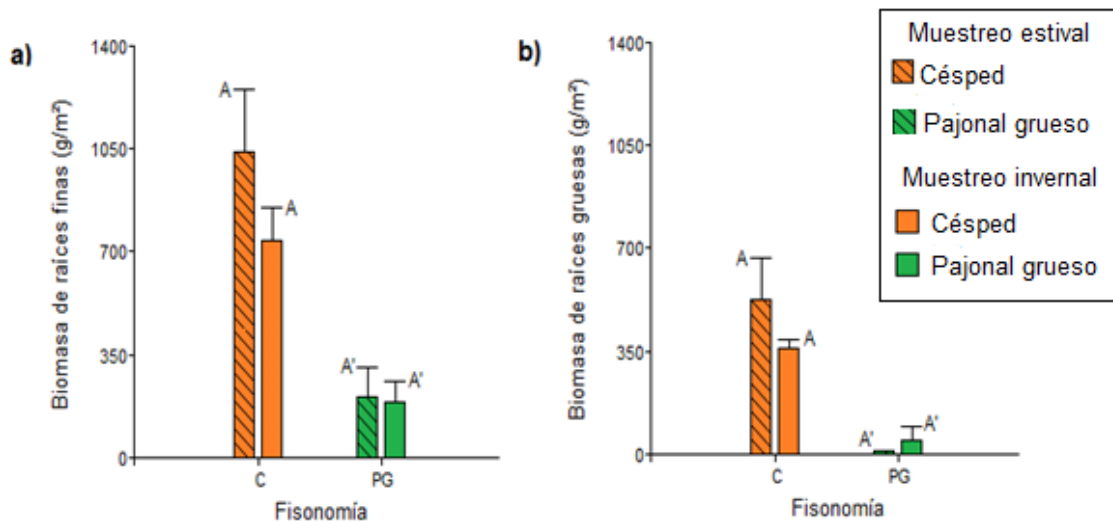 a)
Biomasa de raíces finas (g/m²)
1400
1050
700
350
0
A
A
A'
A'
C
PG
Fisonomía
b)
Biomasa de raíces gruesas (g/m²)
1400
1050
700
350
0
A
A
A'
A'
C
PG
Fisonomía
Muestreo estival
Césped
Pajonal grueso
Muestreo invernal
Césped
Pajonal grueso